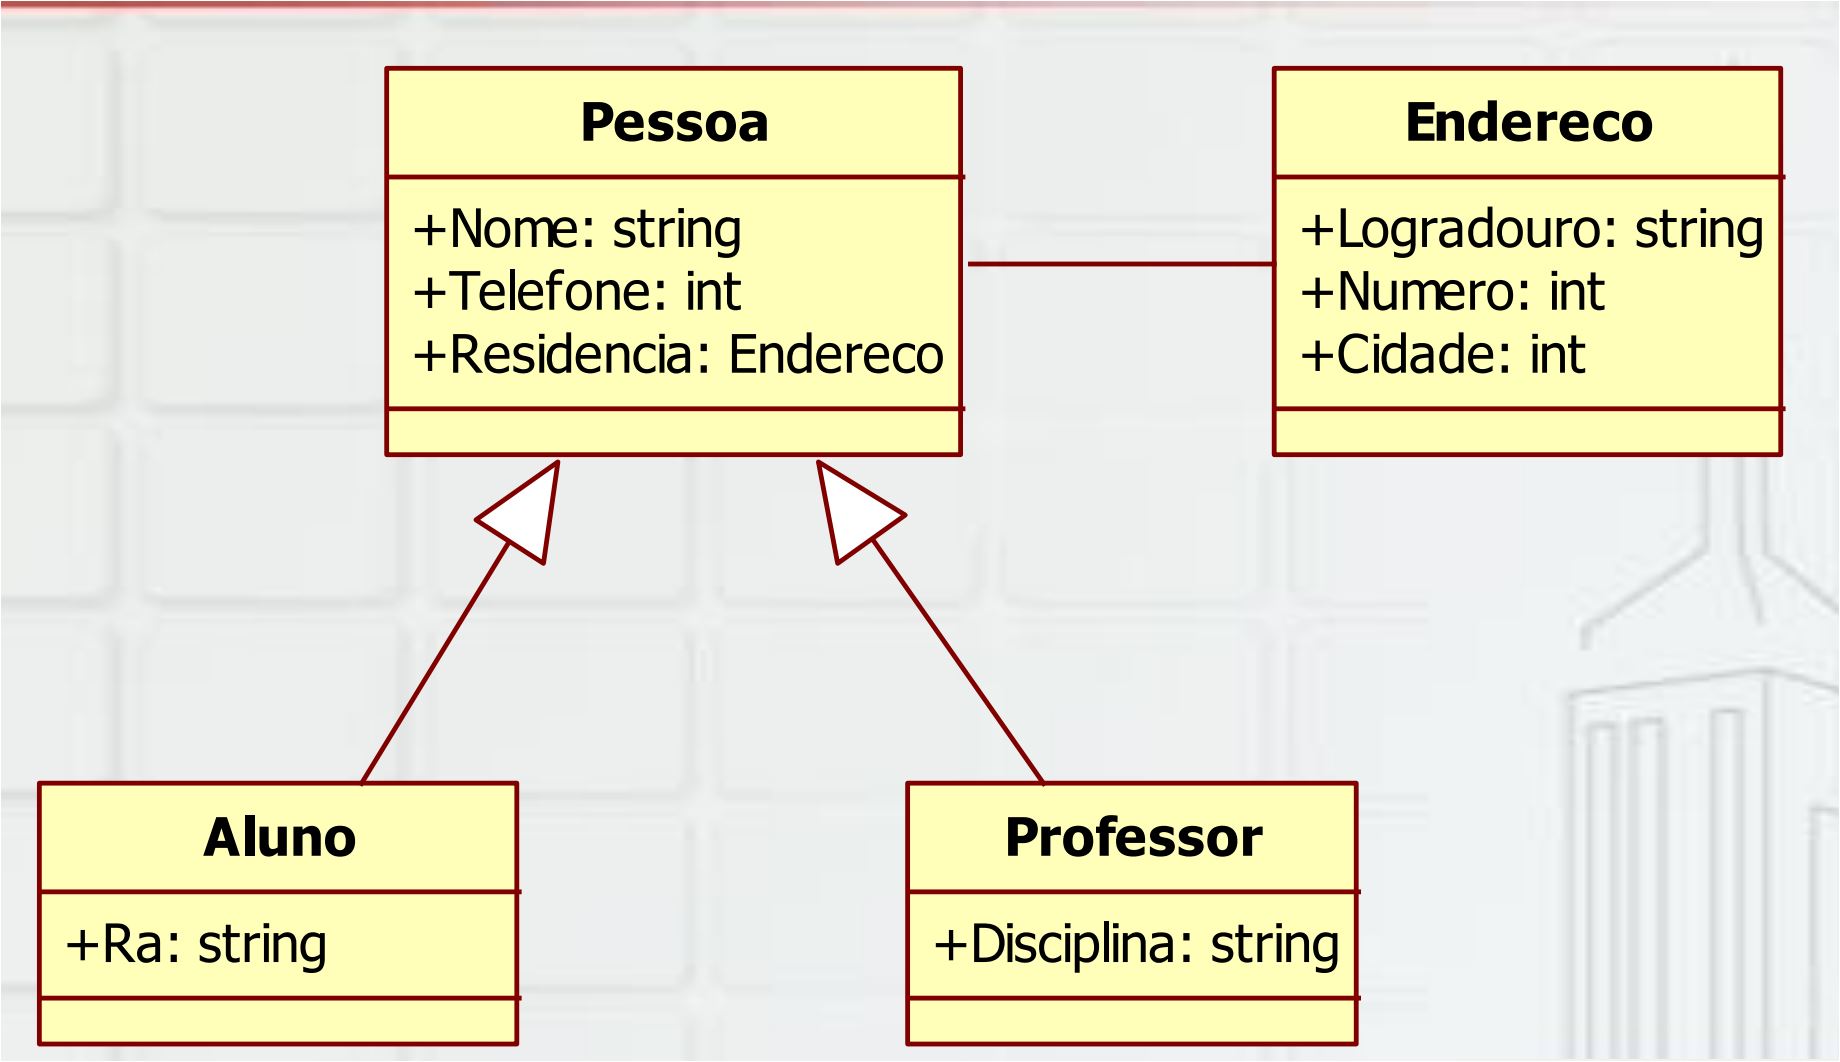 Pessoa
+Nome: string
+Telefone: int
+Residencia: Endereco
Endereco
+Logradouro: string
+Numero: int
+Cidade: int
Aluno
+Ra: string
Professor
+Disciplina: string